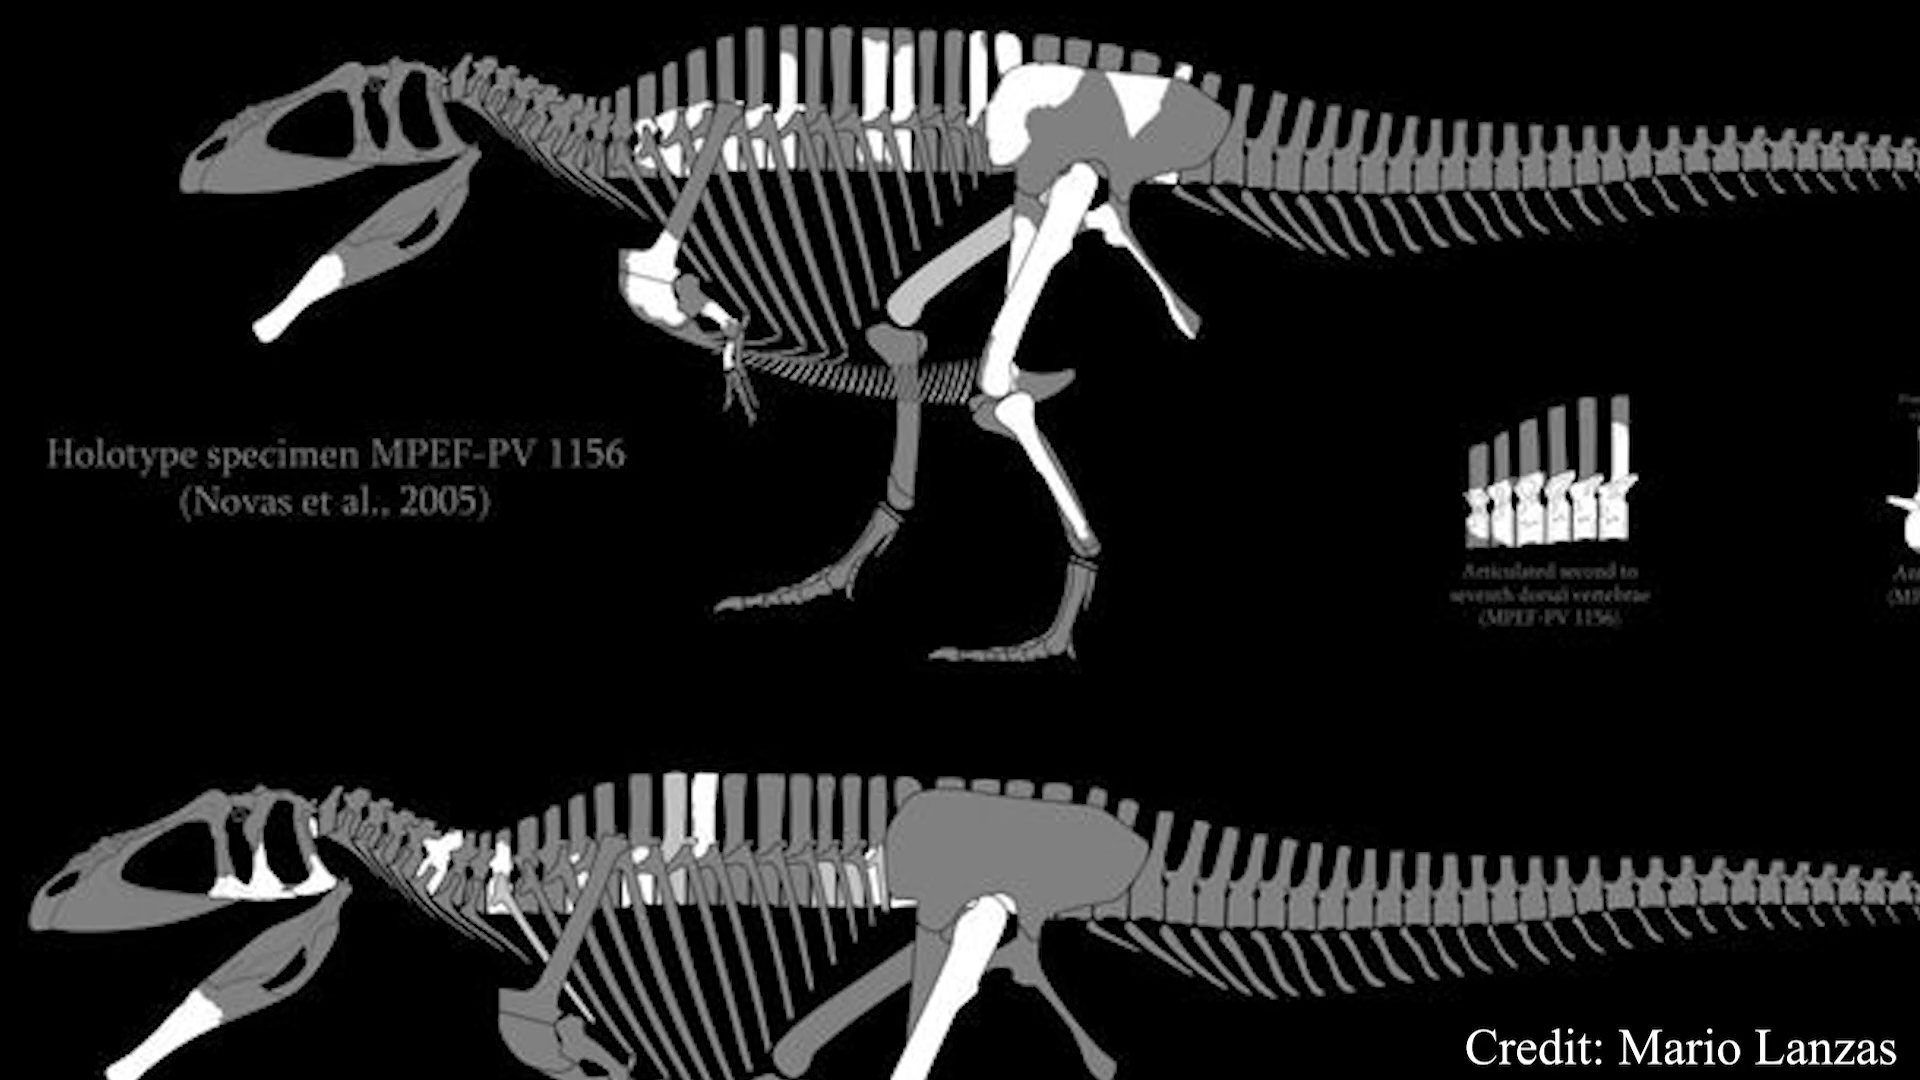 Holotype specimen MPEF-PV 1156
(Novas et al., 2005)
Articulated second to
seventh dorsal vertebrae
(MPEF-PV 1156)
Credit: Mario Lanzas